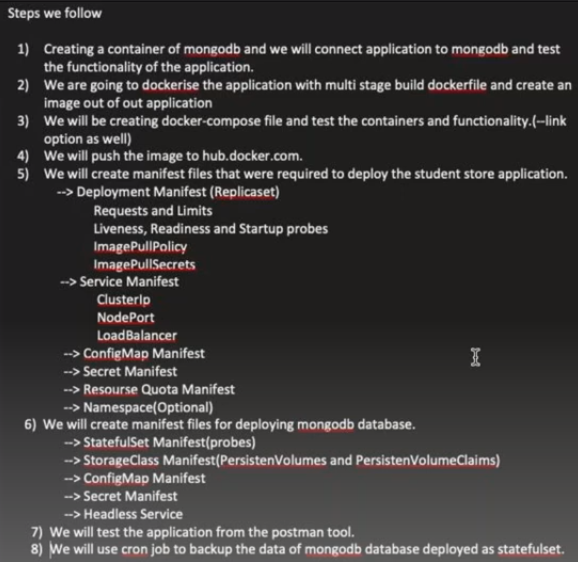 Steps we follow
1) Creating a container of mongodb and we will connect application to mongodb and test
the functionality of the application.
2) We are going to dockerise the application with multi stage build dockerfile and create an
image out of out application
3) We will be creating docker-compose file and test the containers and functionality.(--link
option as well)
4) We will push the image to hub.docker.com.
5) We will create manifest files that were required to deploy the student store application.
--> Deployment Manifest (Replicaset)
Requests and Limits
Liveness, Readiness and Startup probes
ImagePullPolicy
ImagePullSecrets
--> Service Manifest
ClusterIp
NodePort
LoadBalancer
--> ConfigMap Manifest
--> Secret Manifest
--> Resourse Quota Manifest
--> Namespace(Optional)
6) We will create manifest files for deploying mongodb database.
--> StatefulSet Manifest(probes)
--> StorageClass Manifest(PersistenVolumes and PersistenVolumeClaims)
--> ConfigMap Manifest
--> Secret Manifest
--> Headless Service
7) We will test the application from the postman tool.
8) We will use cron job to backup the data of mongodb database deployed as statefulset.